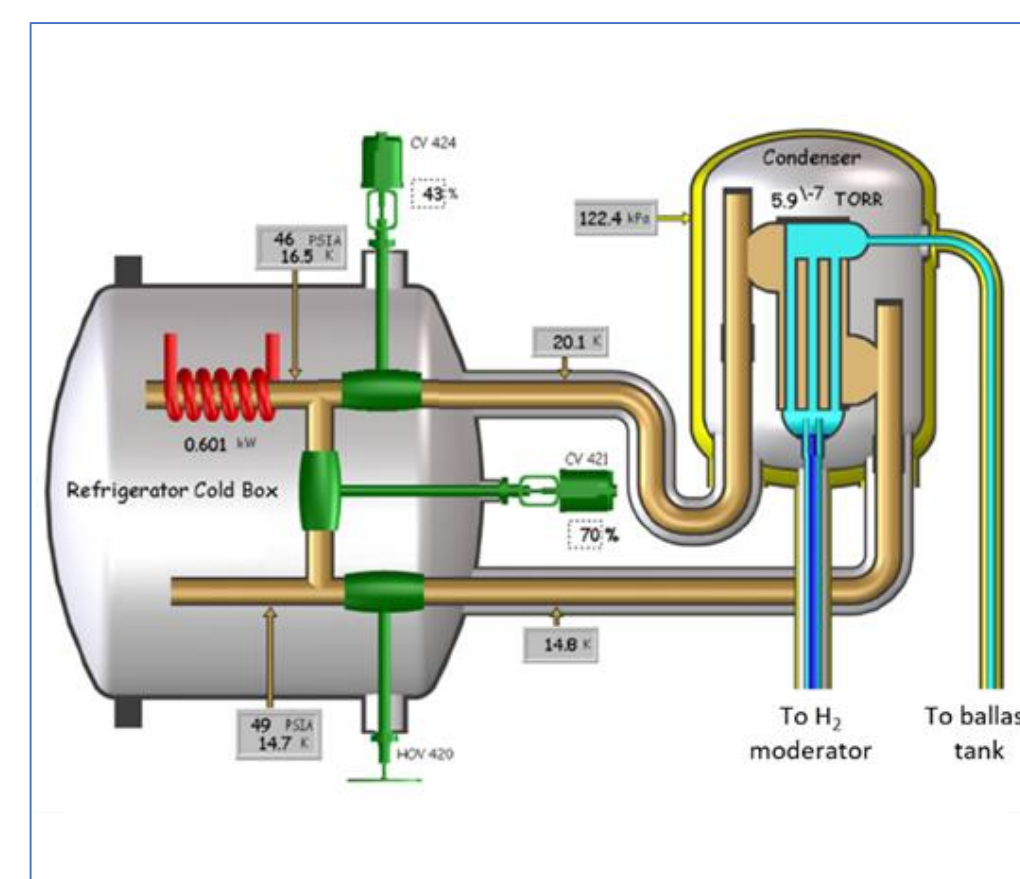 CV 424
43 %
Condenser
5.9\-7 TORR
122.4 kPa
46 PSIA
16.5 K
20.1 K
0.601 kW
CV 421
Refrigerator Cold Box
70 %
14.8 K
49 PSIA
14.7 K
HOV 420
To H₂
moderator
To ballas
tank